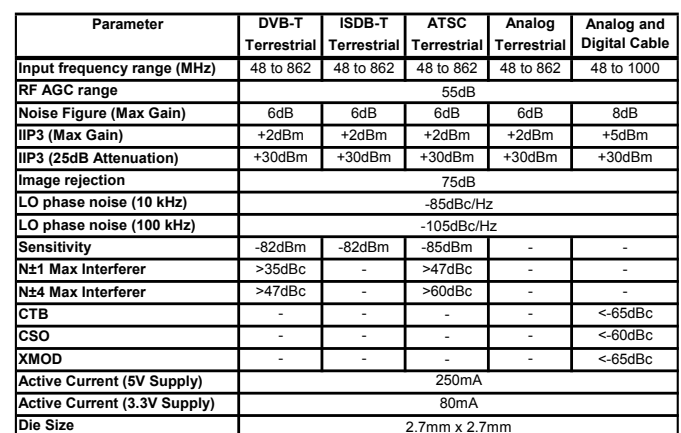 Parameter DVB-T ISDB-T ATSC Analog Analog and
Terrestrial Terrestrial Terrestrial Terrestrial Digital Cable
Input frequency range (MHz) 48 to 862 48 to 862 48 to 862 48 to 862 48 to 1000
RF AGC range 55dB
Noise Figure (Max Gain) 6dB 6dB 6dB 6dB 8dB
IIP3 (Max Gain) +2dBm +2dBm +2dBm +2dBm +5dBm
IIP3 (25dB Attenuation) +30dBm +30dBm +30dBm +30dBm +30dBm
Image rejection 75dB
LO phase noise (10 kHz) -85dBc/Hz
LO phase noise (100 kHz) -105dBc/Hz
Sensitivity -82dBm -82dBm -85dBm - -
N±1 Max Interferer >35dBc - >47dBc - -
N±4 Max Interferer >47dBc - >60dBc - -
CTB - - - - <-65dBc
CSO - - - - <-60dBc
XMOD - - - - <-65dBc
Active Current (5V Supply) 250mA
Active Current (3.3V Supply) 80mA
Die Size 2.7mm x 2.7mm